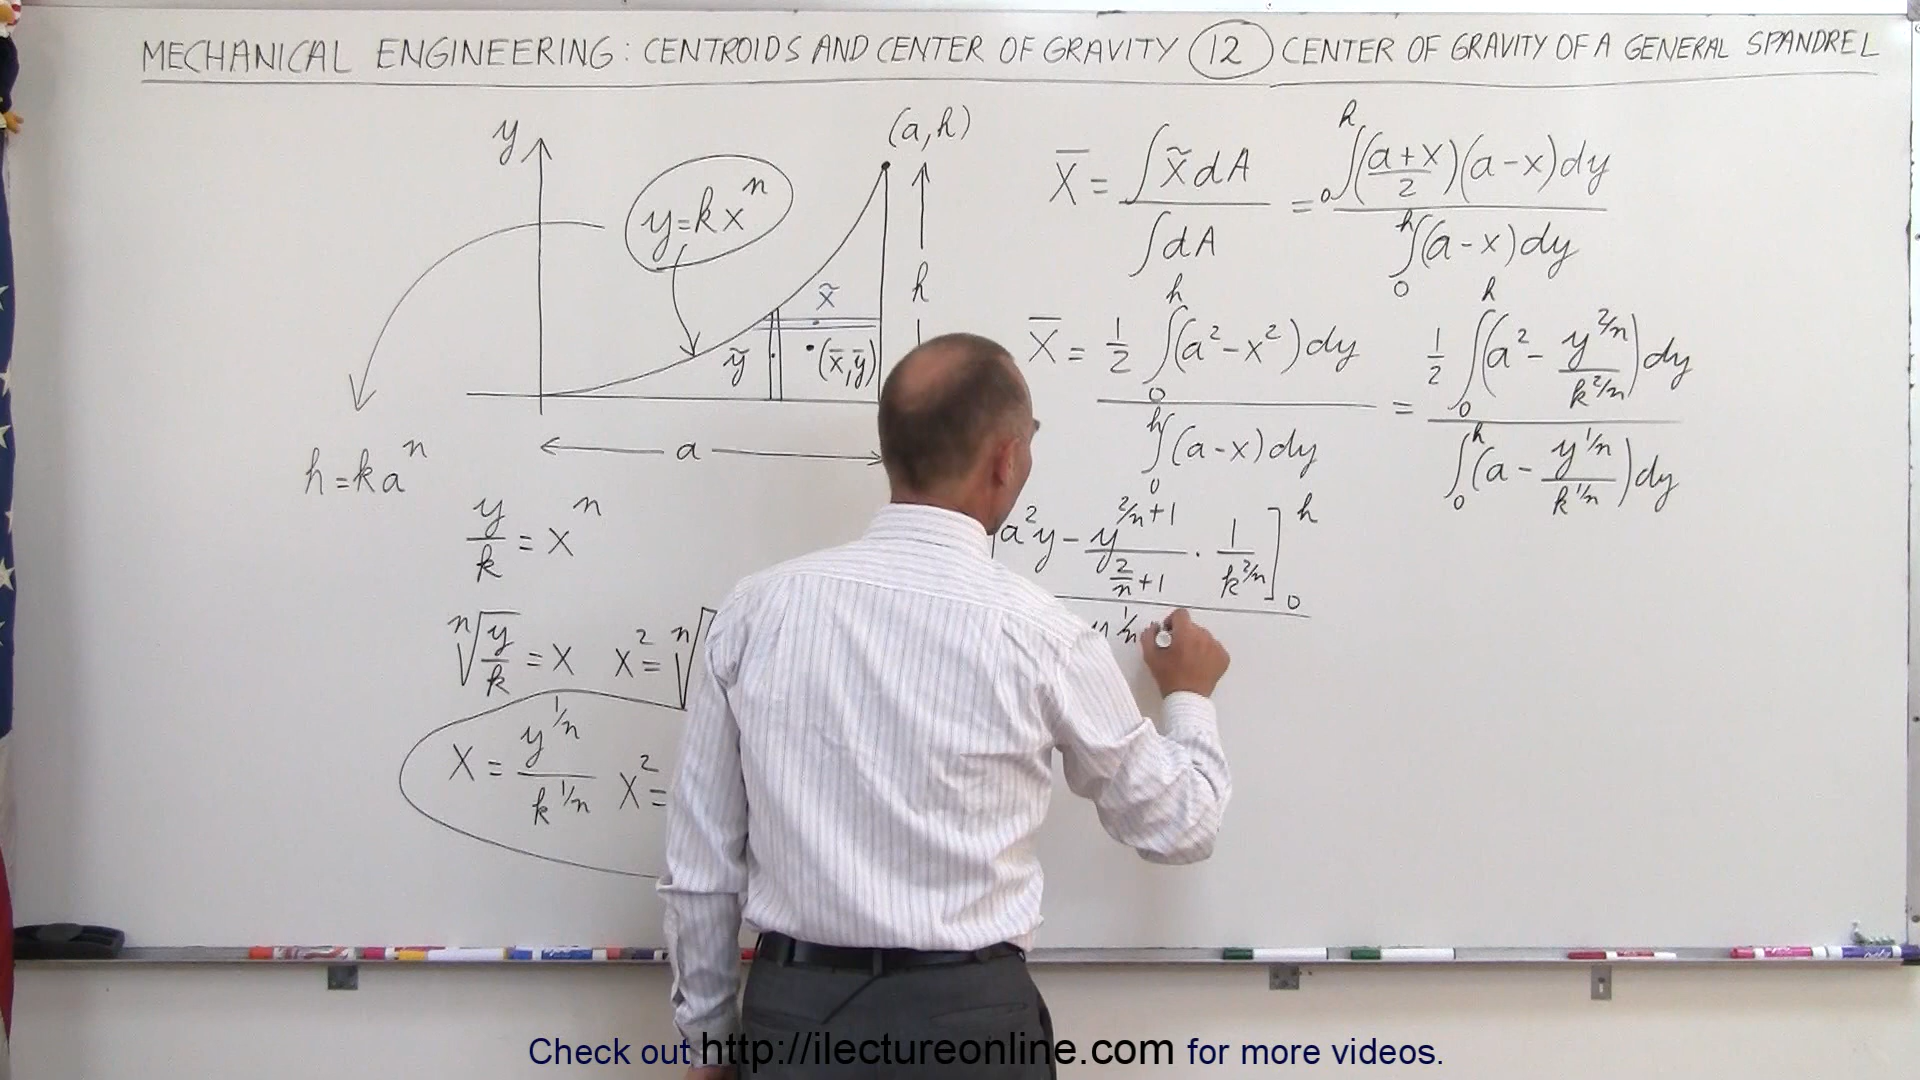 MECHANICAL ENGINEERING: CENTROIDS AND CENTER OF GRAVITY (12) CENTER OF GRAVITY OF A GENERAL SPANDREL
y
(a, h)
y = kx^n
h
x̃
ỹ
(x̄, ȳ)
a
h = ka^n
y/k = x^n
ⁿ√(y/k) = x   x² = ⁿ√
x = y^(1/n) / k^(1/n)   x² =
X̄ = ∫x̃dA / ∫dA = ₀∫^h ((a+x)/2)(a-x)dy / ₀∫^h (a-x)dy
X̄ = 1/2 ₀∫^h (a²-x²)dy / ₀∫^h (a-x)dy = 1/2 ₀∫^h (a² - y^(2/n)/k^(2/n))dy / ₀∫^h (a - y^(1/n)/k^(1/n))dy
a²y - y^(2/n+1)/(2/n+1) · 1/k^(2/n) ]₀^h
y^(1/n)
Check out http://ilectureonline.com for more videos.